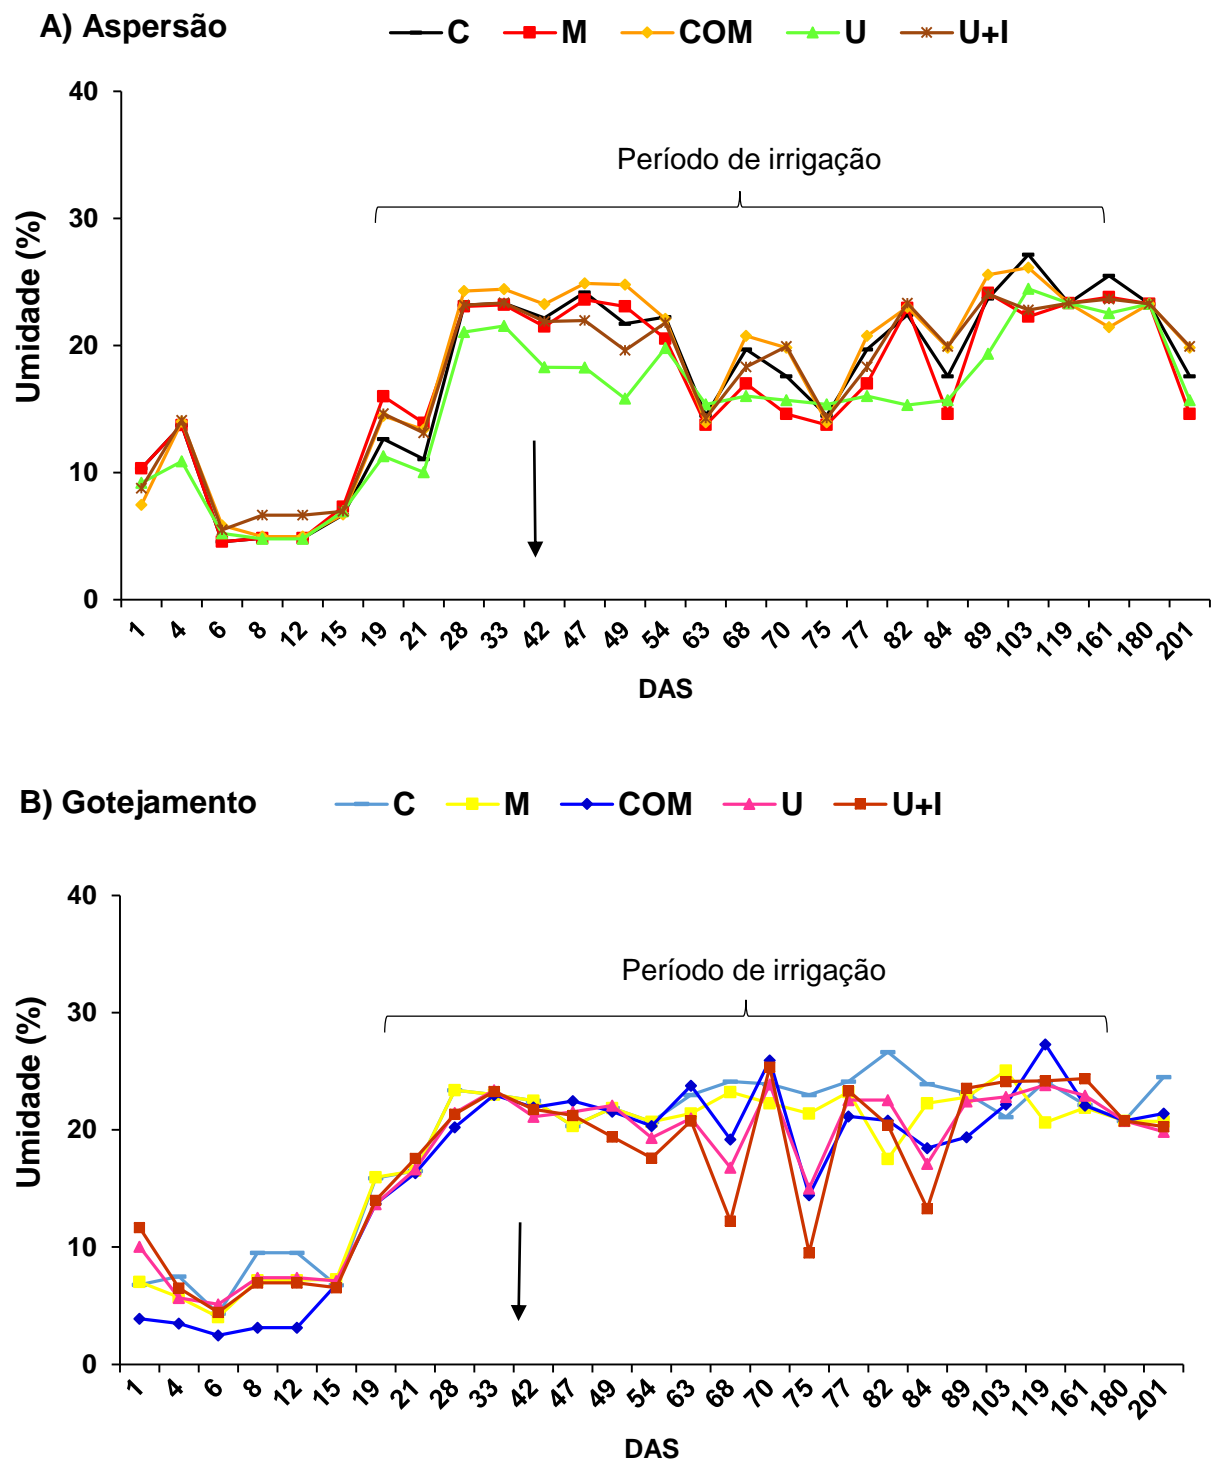 A) Aspersão
C M COM U U+I
40
30
20
10
0
Umidade (%)
Período de irrigação
1 4 6 8 12 15 19 21 28 33 42 47 49 54 63 68 70 75 77 82 84 89 103 119 161 180 201
DAS
B) Gotejamento
C M COM U U+I
40
30
20
10
0
Umidade (%)
Período de irrigação
1 4 6 8 12 15 19 21 28 33 42 47 49 54 63 68 70 75 77 82 84 89 103 119 161 180 201
DAS